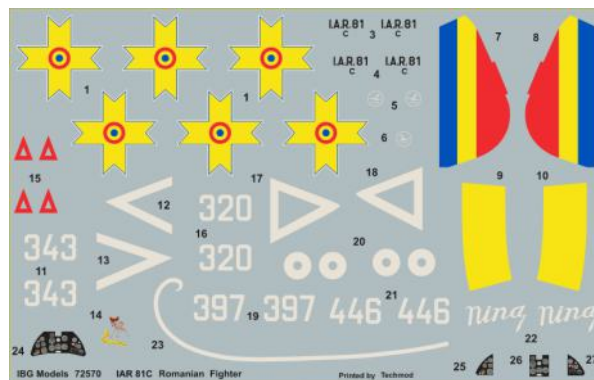 I.A.R.81 I.A.R.81
C 3 C
I.A.R.81 I.A.R.81
C 4 C
7 8
1 1
5
6
15
18
17
9 10
12
320
16
320
343
11
343
13
20
14
397 19 397
446 21 446
23
nina nina
22
24
25 26 27
IBG Models 72570 IAR 81C Romanian Fighter Printed by Techmod